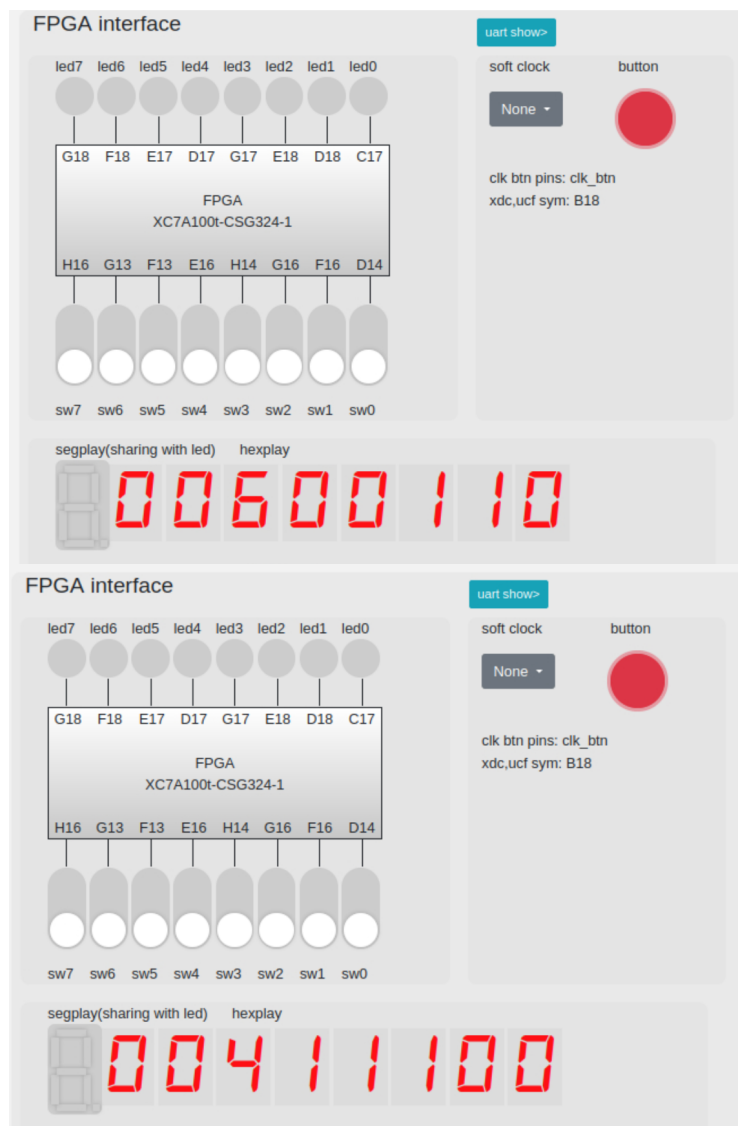 FPGA interface
uart show>
led7 led6 led5 led4 led3 led2 led1 led0
soft clock button
None
G18 F18 E17 D17 G17 E18 D18 C17
FPGA
XC7A100t-CSG324-1
clk btn pins: clk_btn
xdc,ucf sym: B18
H16 G13 F13 E16 H14 G16 F16 D14
sw7 sw6 sw5 sw4 sw3 sw2 sw1 sw0
segplay(sharing with led) hexplay
00600110
FPGA interface
uart show>
led7 led6 led5 led4 led3 led2 led1 led0
soft clock button
None
G18 F18 E17 D17 G17 E18 D18 C17
FPGA
XC7A100t-CSG324-1
clk btn pins: clk_btn
xdc,ucf sym: B18
H16 G13 F13 E16 H14 G16 F16 D14
sw7 sw6 sw5 sw4 sw3 sw2 sw1 sw0
segplay(sharing with led) hexplay
00411100